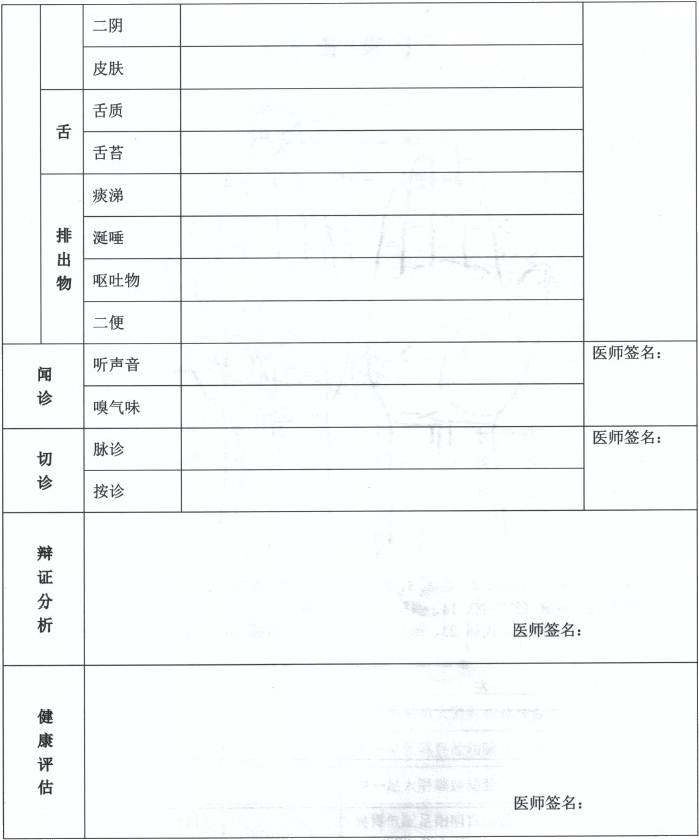 二阴
皮肤
舌
舌质
舌苔
排出物
痰涕
涎唾
呕吐物
二便
闻诊
听声音
医师签名：
嗅气味
切诊
脉诊
医师签名：
按诊
辩证分析
医师签名：
健康评估
医师签名：